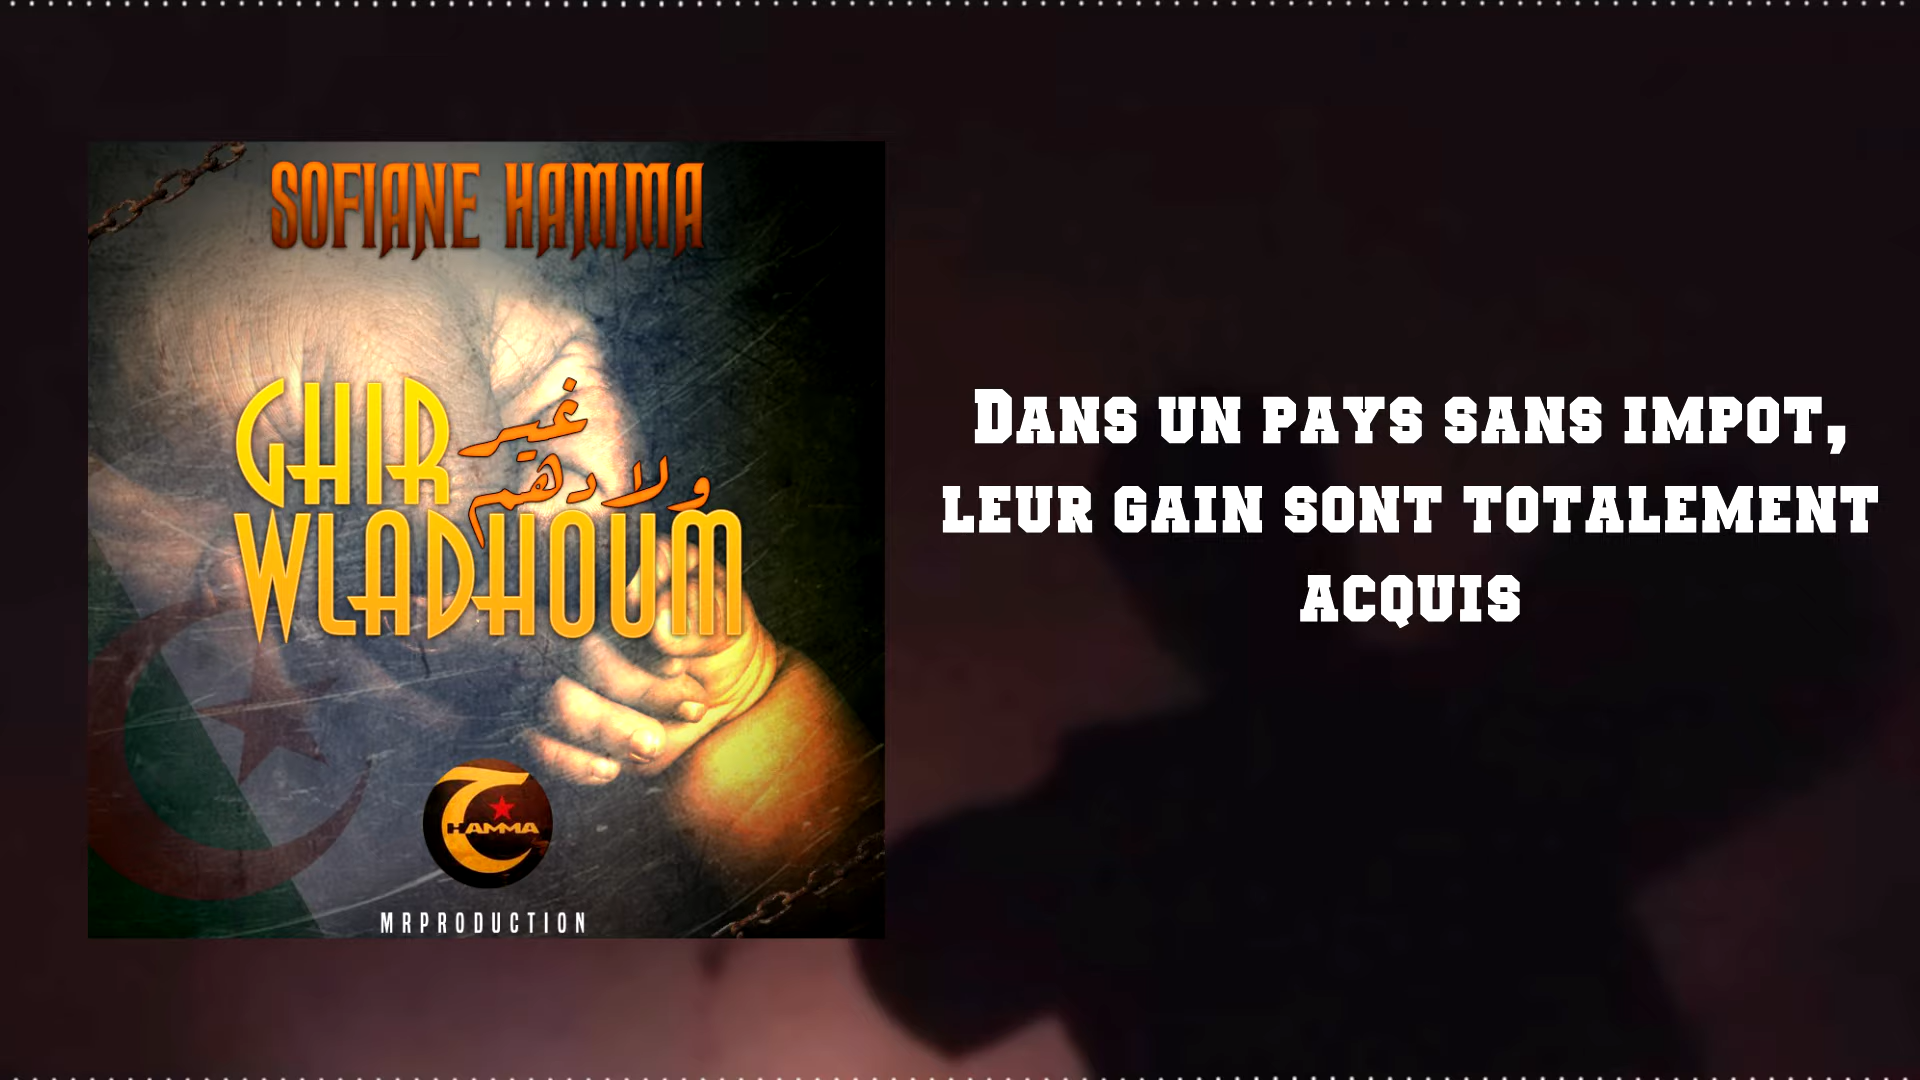 SOFIANE HAMMA
GHIR
غير
ولادهم
WLADHOUM
HAMMA
MRPRODUCTION
DANS UN PAYS SANS IMPOT,
LEUR GAIN SONT TOTALEMENT
ACQUIS